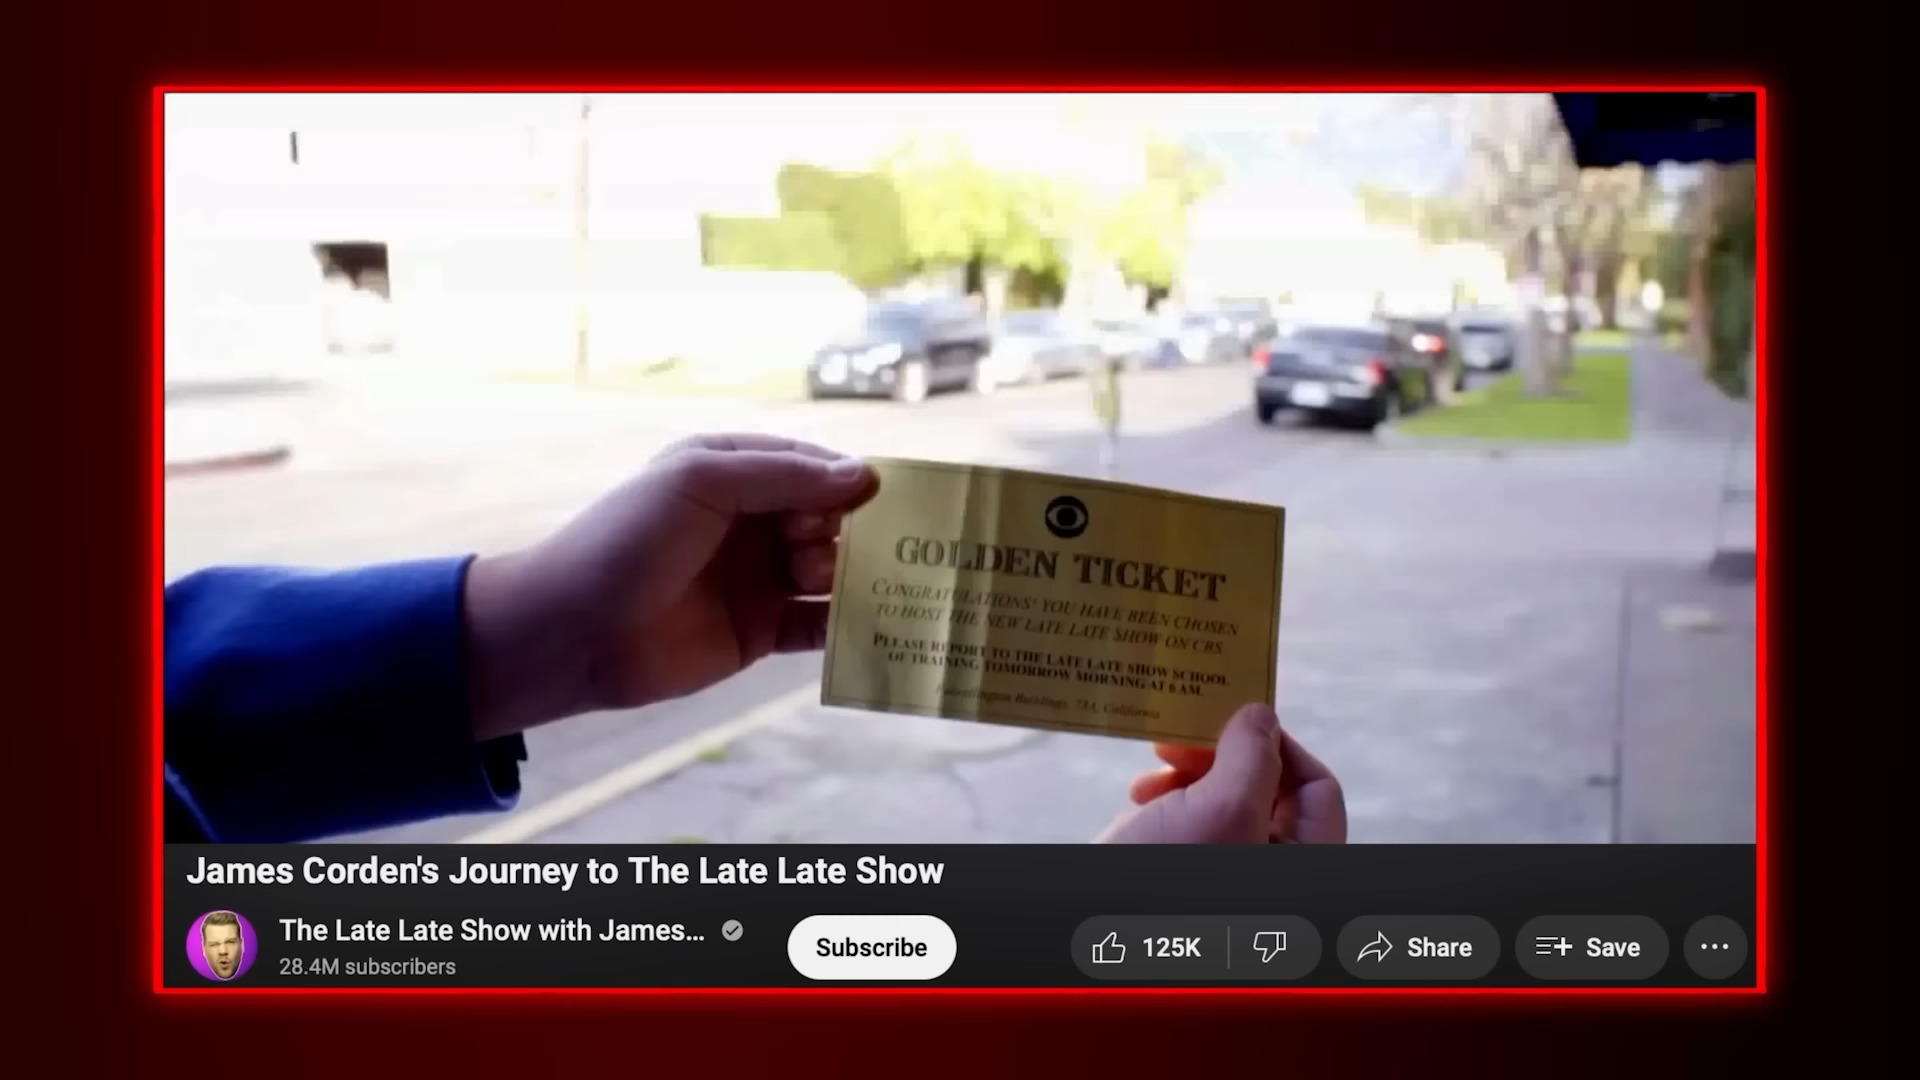 GOLDEN TICKET
CONGRATULATIONS! YOU HAVE BEEN CHOSEN
TO HOST THE NEW LATE LATE SHOW ON CBS
PLEASE REPORT TO THE LATE LATE SHOW SCHOOL
OF TRAINING TOMORROW MORNING AT 6 AM.
California
James Corden's Journey to The Late Late Show
The Late Late Show with James...
28.4M subscribers
Subscribe
125K
Share
Save